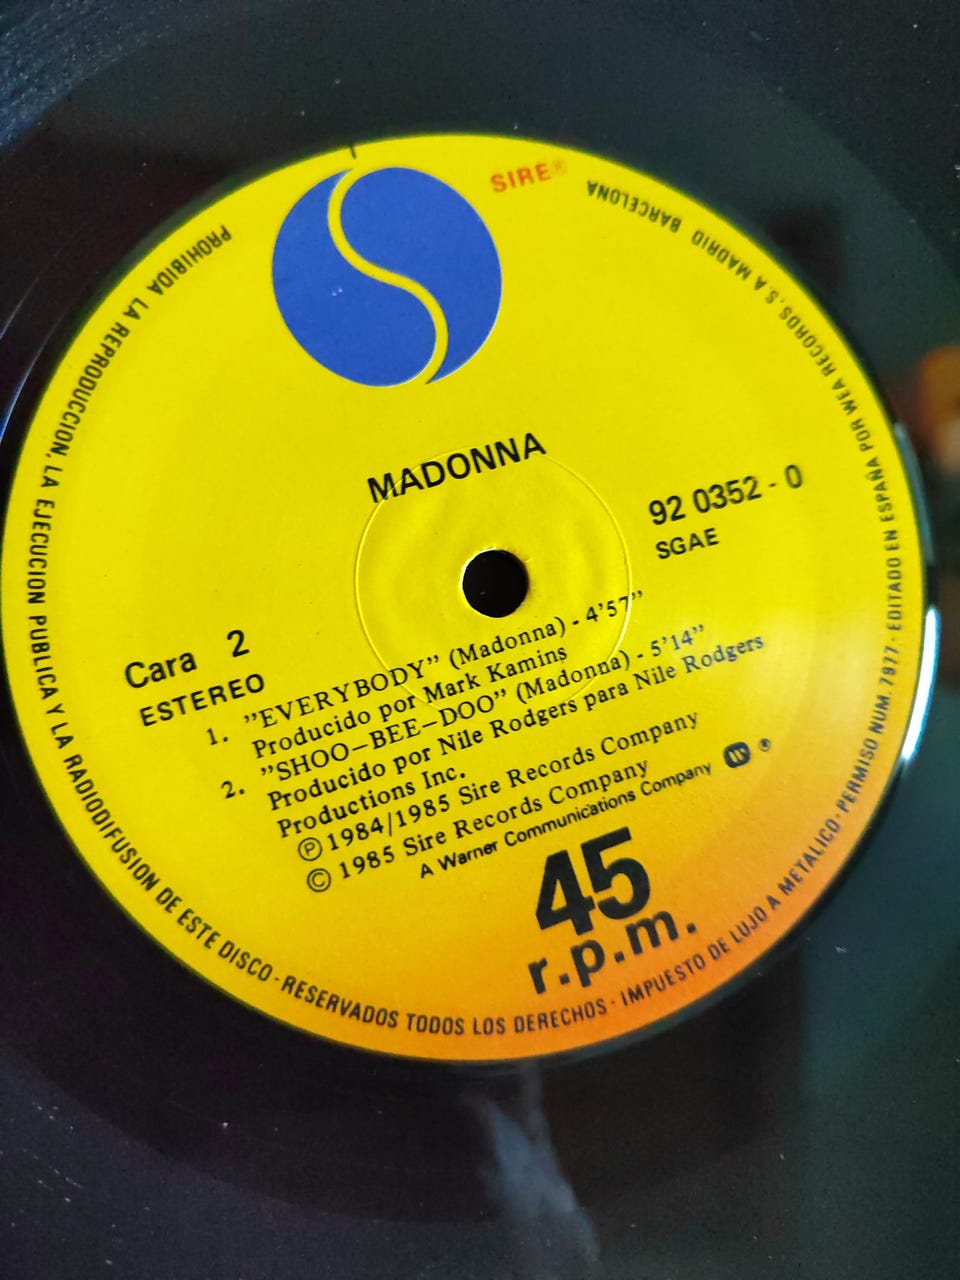 SIRE®
MADONNA
92 0352 - 0
SGAE
Cara 2
ESTEREO
1. ”EVERYBODY” (Madonna) - 4’57”
Producido por Mark Kamins
2. ”SHOO–BEE–DOO” (Madonna) - 5’14”
Producido por Nile Rodgers para Nile Rodgers
Productions Inc.
Ⓟ 1984/1985 Sire Records Company
© 1985 Sire Records Company
A Warner Communications Company ®
45
r.p.m.
PROHIBIDA LA REPRODUCCION, LA EJECUCION PUBLICA Y LA RADIODIFUSION DE ESTE DISCO - RESERVADOS TODOS LOS DERECHOS · IMPUESTO DE LUJO A METALICO · PERMISO NUM. 7977 · EDITADO EN ESPAÑA POR WEA RECORDS, S.A MADRID BARCELONA